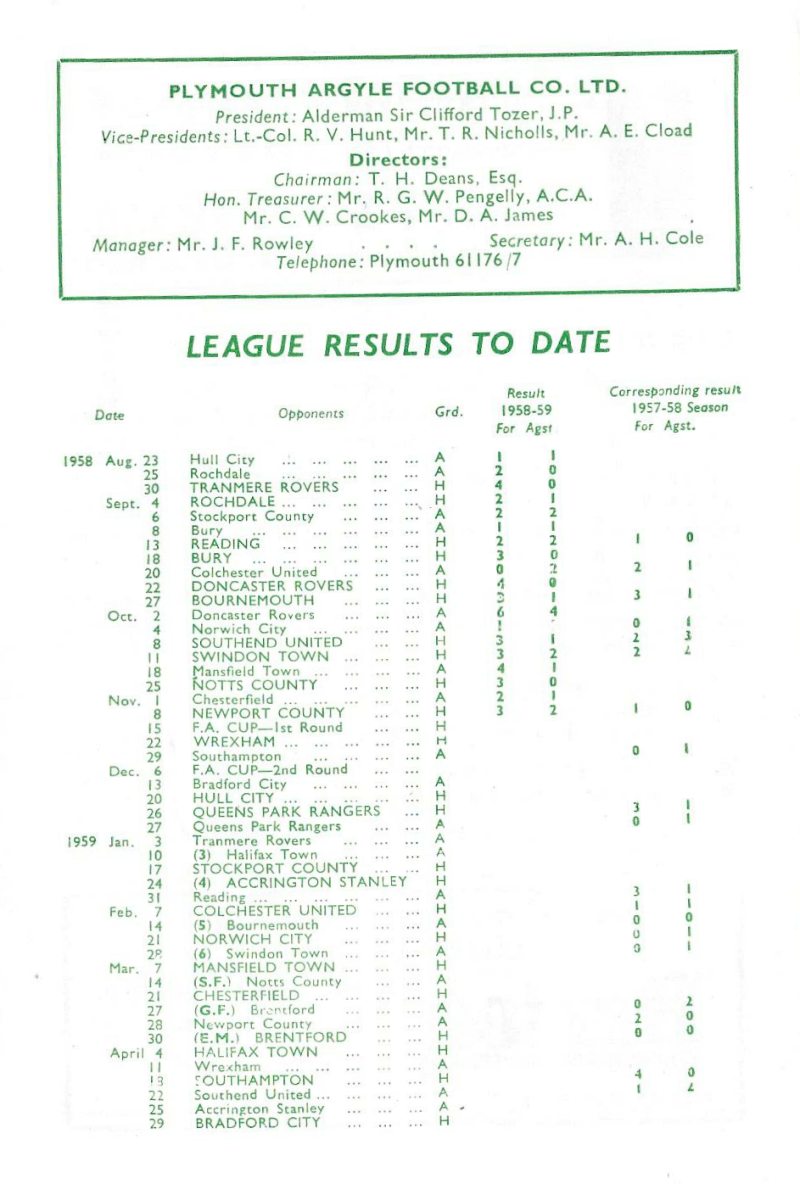 PLYMOUTH ARGYLE FOOTBALL CO. LTD.
President: Alderman Sir Clifford Tozer, J.P.
Vice-Presidents: Lt.-Col. R. V. Hunt, Mr. T. R. Nicholls, Mr. A. E. Cload
Directors:
Chairman: T. H. Deans, Esq.
Hon. Treasurer: Mr. R. G. W. Pengelly, A.C.A.
Mr. C. W. Crookes, Mr. D. A. James
Manager: Mr. J. F. Rowley . . . . Secretary: Mr. A. H. Cole
Telephone: Plymouth 61176/7
LEAGUE RESULTS TO DATE
Result Corresponding result
Date Opponents Grd. 1958-59 1957-58 Season
For Agst For Agst.
1958 Aug. 23 Hull City ... ... ... ... ... A 1 1
25 Rochdale ... ... ... ... ... A 2 0
30 TRANMERE ROVERS ... ... H 4 0
Sept. 4 ROCHDALE ... ... ... ... ... H 2 1
6 Stockport County ... ... ... A 2 2
8 Bury ... ... ... ... ... ... A 1 1
13 READING ... ... ... ... ... H 2 2 1 0
18 BURY ... ... ... ... ... ... H 3 0
20 Colchester United ... ... ... A 0 2 2 1
22 DONCASTER ROVERS ... ... H 4 0
27 BOURNEMOUTH ... ... ... H 1 3 1
Oct. 2 Doncaster Rovers ... ... ... A 6 4
4 Norwich City ... ... ... ... A 1 0 1
8 SOUTHEND UNITED ... ... H 3 1 2 3
11 SWINDON TOWN ... ... ... H 3 2 2
18 Mansfield Town ... ... ... ... A 4 1
25 NOTTS COUNTY ... ... ... H 3 0
Nov. 1 Chesterfield ... ... ... ... ... A 2 1
8 NEWPORT COUNTY ... ... H 3 2 1 0
15 F.A. CUP—1st Round ... ... H
22 WREXHAM ... ... ... ... ... H
29 Southampton ... ... ... ... A 0 1
Dec. 6 F.A. CUP—2nd Round ... ...
13 Bradford City ... ... ... ... A
20 HULL CITY ... ... ... ... ... H
26 QUEENS PARK RANGERS ... H 3 1
27 Queens Park Rangers ... ... A 0 1
1959 Jan. 3 Tranmere Rovers ... ... ... A
10 (3) Halifax Town ... ... ... A
17 STOCKPORT COUNTY ... ... H
24 (4) ACCRINGTON STANLEY H
31 Reading ... ... ... ... ... ... A 3 1
Feb. 7 COLCHESTER UNITED ... ... H 1 1
14 (5) Bournemouth ... ... ... A 0 0
21 NORWICH CITY ... ... ... H 0 1
28 (6) Swindon Town ... ... ... A 0 1
Mar. 7 MANSFIELD TOWN ... ... ... H
14 (S.F.) Notts County ... ... A
21 CHESTERFIELD ... ... ... ... H
27 (G.F.) Brentford ... ... ... A 0 2
28 Newport County ... ... ... A 2 0
30 (E.M.) BRENTFORD ... ... H 0 0
April 4 HALIFAX TOWN ... ... ... H
11 Wrexham ... ... ... ... ... A
13 SOUTHAMPTON ... ... ... H 4 0
22 Southend United ... ... ... ... A 1
25 Accrington Stanley ... ... ... A
29 BRADFORD CITY ... ... ... H